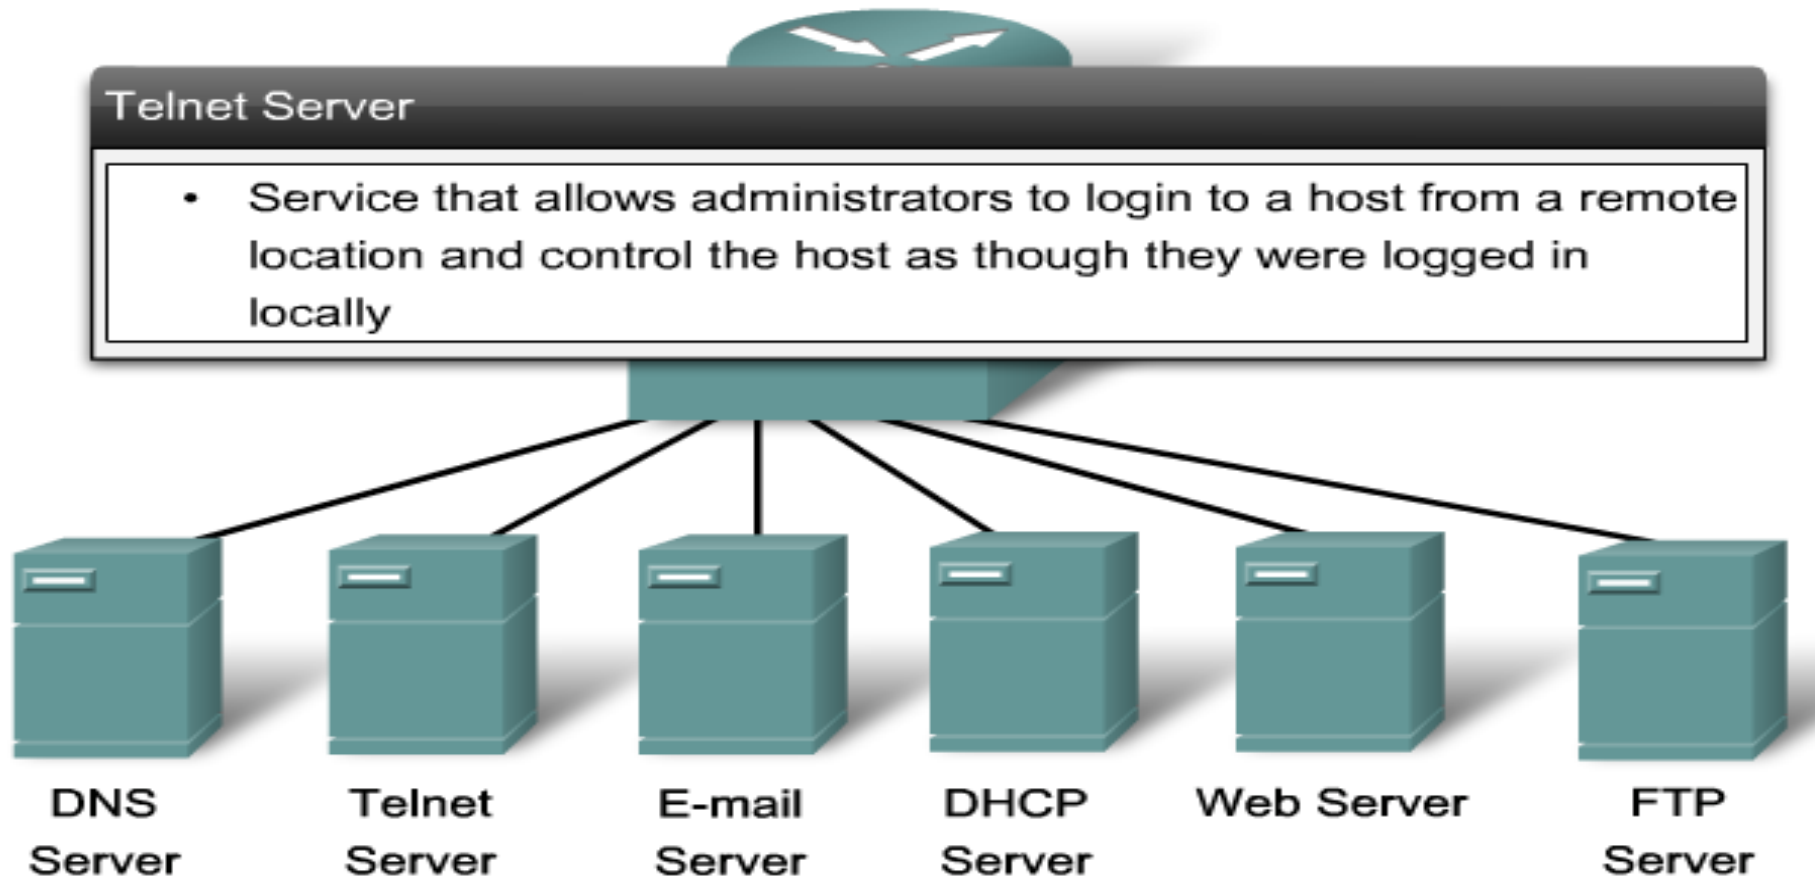 Telnet Server
• Service that allows administrators to login to a host from a remote
location and control the host as though they were logged in
locally
DNS
Server
Telnet
Server
E-mail
Server
DHCP
Server
Web Server
FTP
Server